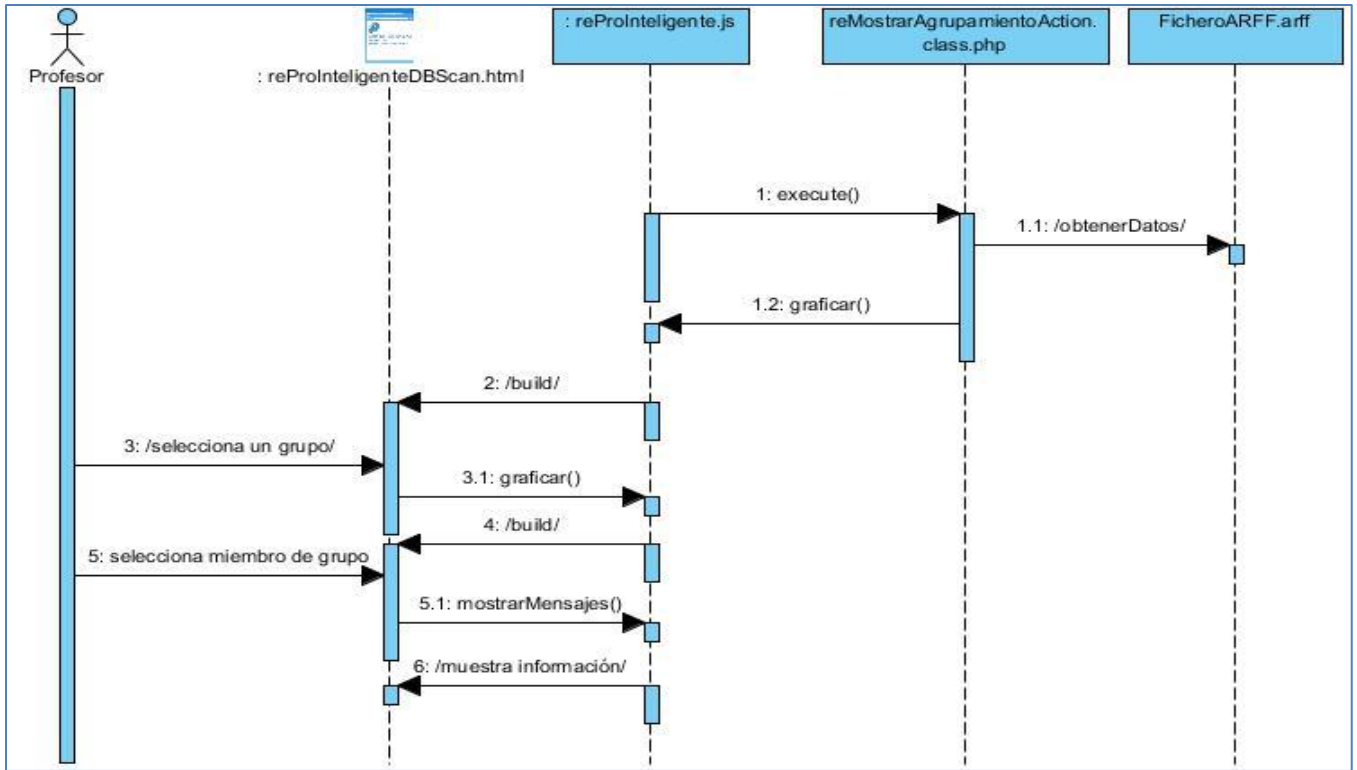 : reProInteligente.js
reMostrarAgrupamientoAction.
class.php
FicheroARFF.arff
Profesor
: reProInteligenteDBScan.html
1: execute()
1.1: /obtenerDatos/
1.2: graficar()
2: /build/
3: /selecciona un grupo/
3.1: graficar()
4: /build/
5: selecciona miembro de grupo
5.1: mostrarMensajes()
6: /muestra información/